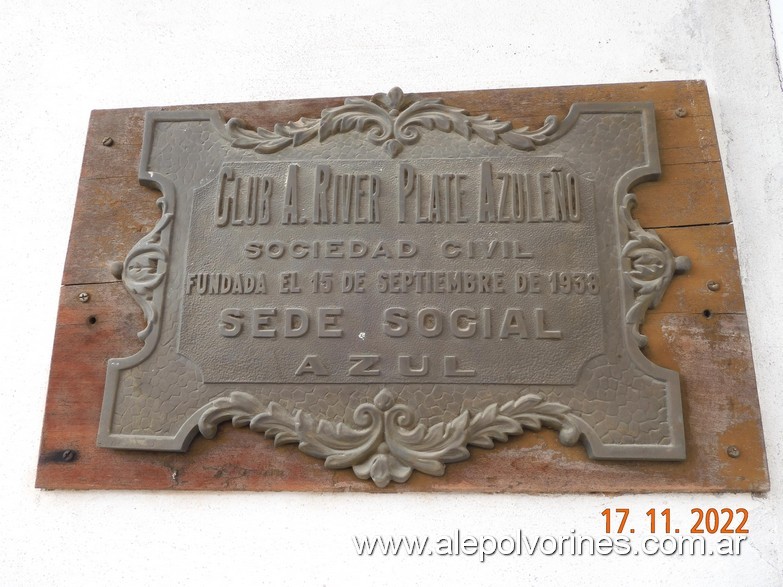 CLUB A. RIVER PLATE AZULEÑO
SOCIEDAD CIVIL
FUNDADA EL 15 DE SEPTIEMBRE DE 1938
SEDE SOCIAL
AZUL
17.11.2022
www.alepolvorines.com.ar